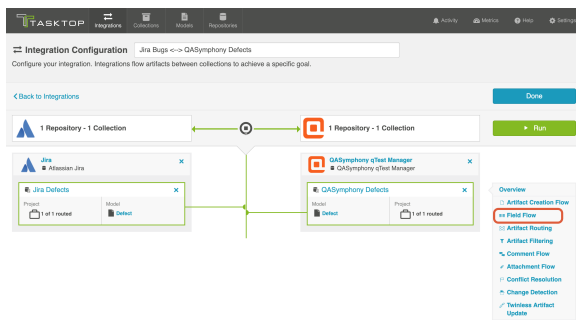 TASKTOP
Integrations
Collections
Models
Repositories
Activity
Metrics
Help
Settings
Integration Configuration
Jira Bugs <--> QASymphony Defects
Configure your integration. Integrations flow artifacts between collections to achieve a specific goal.
Back to Integrations
Done
1 Repository - 1 Collection
1 Repository - 1 Collection
Run
Jira
Atlassian Jira
QASymphony qTest Manager
QASymphony qTest Manager
Jira Defects
QASymphony Defects
Project
Model
1 of 1 routed
Defect
Model
Project
Defect
1 of 1 routed
Overview
Artifact Creation Flow
Field Flow
Artifact Routing
Artifact Filtering
Comment Flow
Attachment Flow
Conflict Resolution
Change Detection
Twinless Artifact
Update